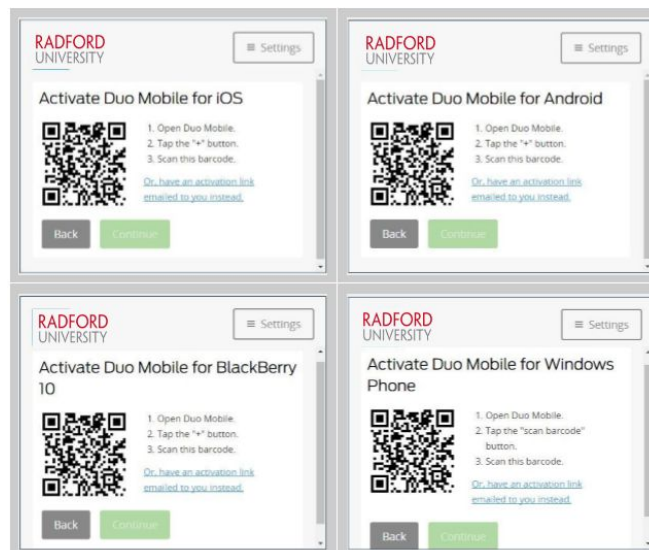 RADFORD
UNIVERSITY
≡ Settings
Activate Duo Mobile for iOS
1. Open Duo Mobile.
2. Tap the "+" button.
3. Scan this barcode.
Or, have an activation link
emailed to you instead.
Back
Continue
RADFORD
UNIVERSITY
≡ Settings
Activate Duo Mobile for Android
1. Open Duo Mobile.
2. Tap the "+" button.
3. Scan this barcode.
Or, have an activation link
emailed to you instead.
Back
Continue
RADFORD
UNIVERSITY
≡ Settings
Activate Duo Mobile for BlackBerry
10
1. Open Duo Mobile.
2. Tap the "+" button.
3. Scan this barcode.
Or, have an activation link
emailed to you instead.
Back
Continue
RADFORD
UNIVERSITY
≡ Settings
Activate Duo Mobile for Windows
Phone
1. Open Duo Mobile.
2. Tap the "scan barcode"
button.
3. Scan this barcode.
Or, have an activation link
emailed to you instead.
Back
Continue